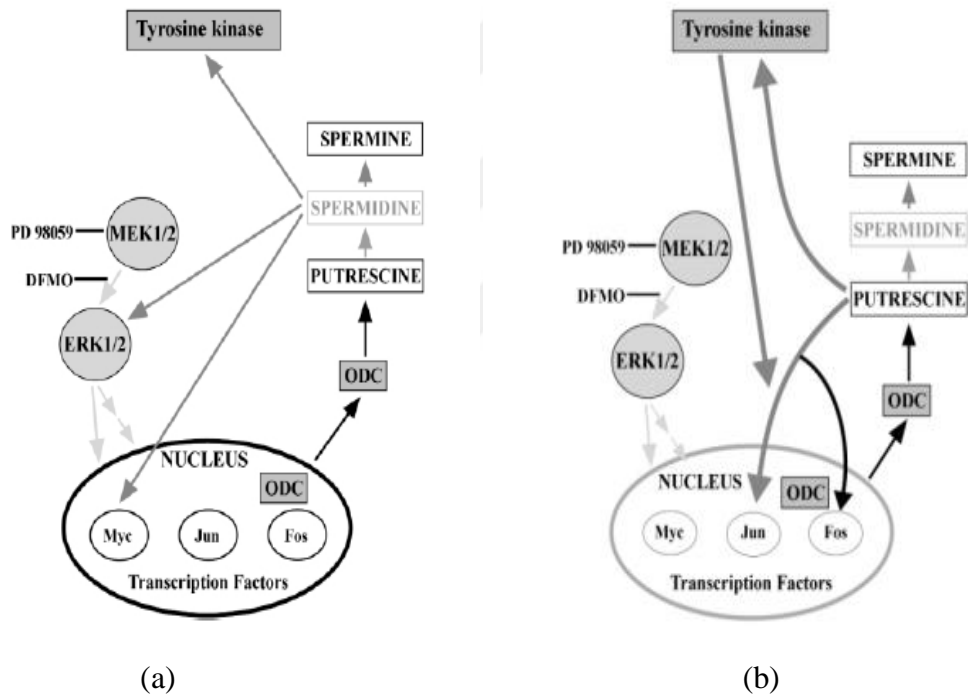 Tyrosine kinase
SPERMINE
SPERMIDINE
PD 98059
MEK1/2
PUTRESCINE
DFMO
ERK1/2
ODC
NUCLEUS
ODC
Myc
Jun
Fos
Transcription Factors
(a)
Tyrosine kinase
SPERMINE
SPERMIDINE
PD 98059
MEK1/2
PUTRESCINE
DFMO
ERK1/2
ODC
NUCLEUS
ODC
Myc
Jun
Fos
Transcription Factors
(b)